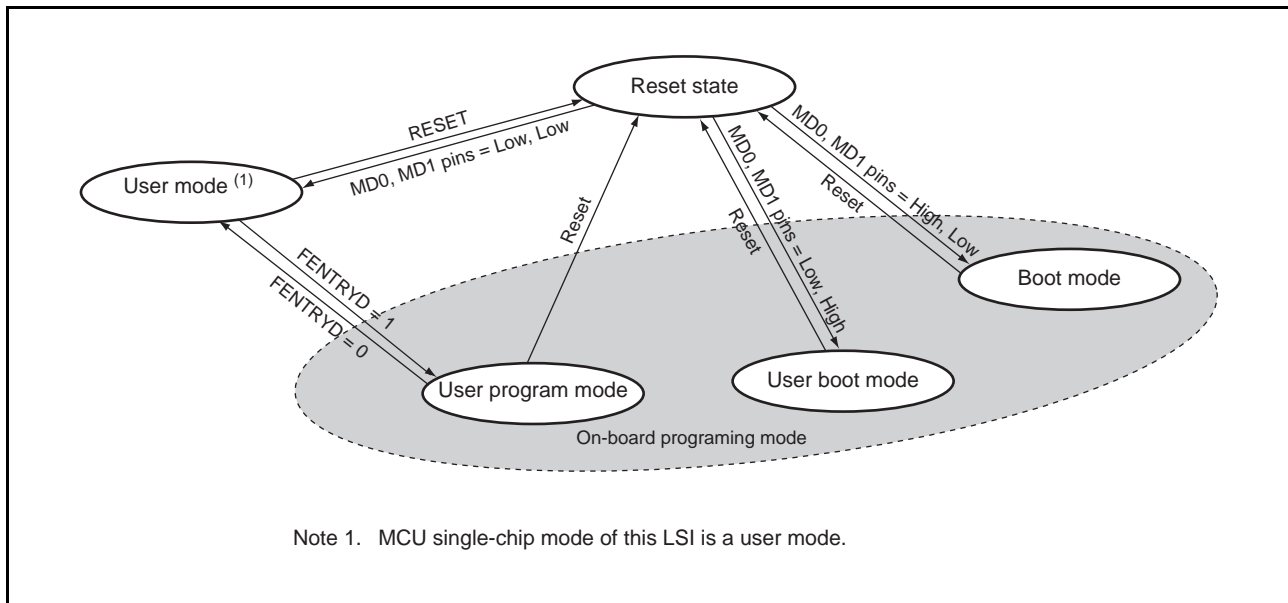 Reset state
RESET
MD0, MD1 pins = Low, Low
User mode (1)
MD0, MD1 pins = High, Low
Reset
MD0, MD1 pins = Low, High
Reset
Reset
FENTRYD = 1
FENTRYD = 0
Boot mode
User boot mode
User program mode
On-board programing mode
Note 1. MCU single-chip mode of this LSI is a user mode.